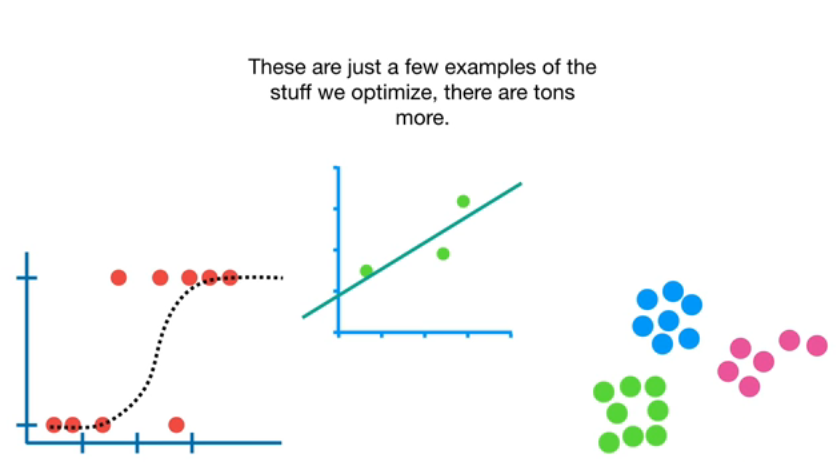 These are just a few examples of the
stuff we optimize, there are tons
more.